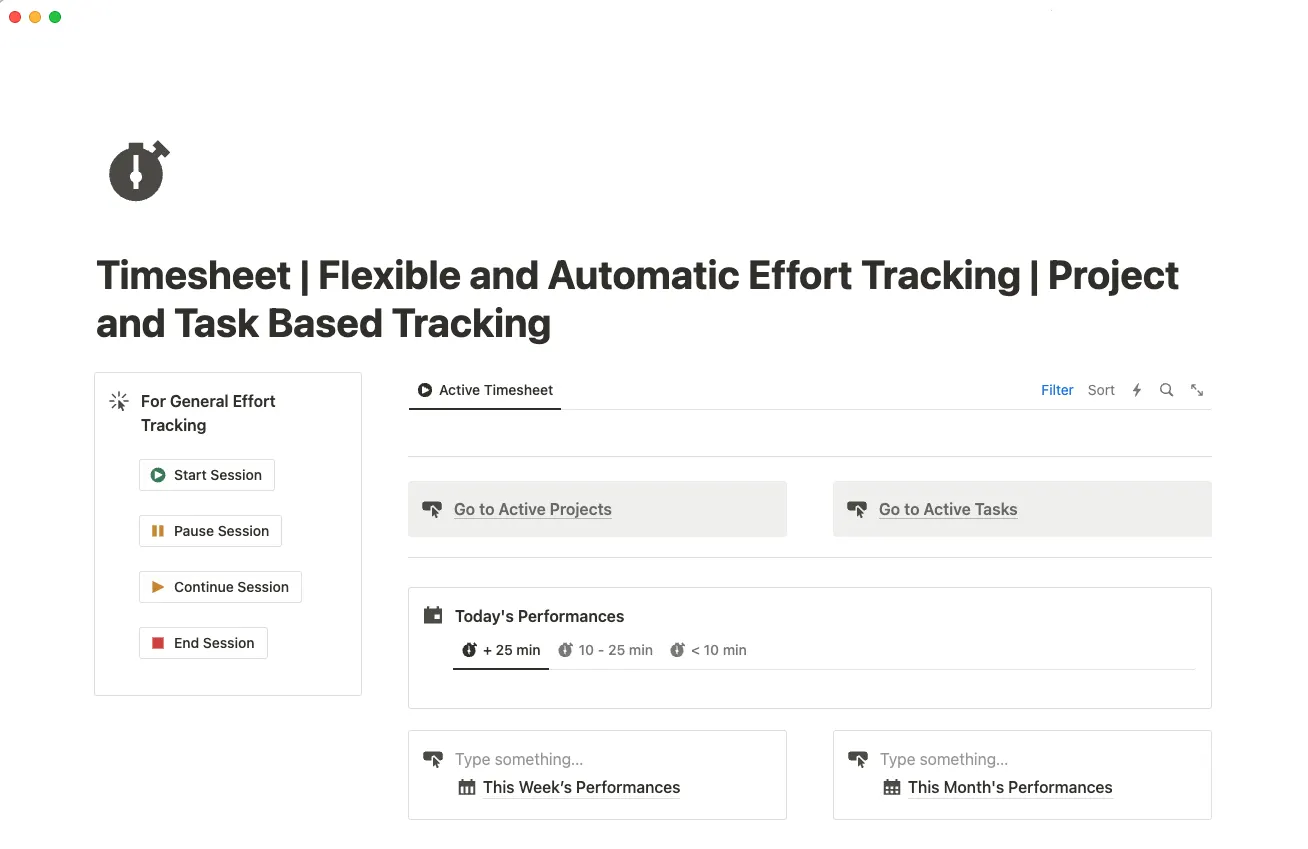 Timesheet | Flexible and Automatic Effort Tracking | Project
and Task Based Tracking
For General Effort
Tracking
Start Session
Pause Session
Continue Session
End Session
Active Timesheet
Filter Sort
Go to Active Projects
Go to Active Tasks
Today's Performances
+ 25 min 10 - 25 min < 10 min
Type something...
This Week’s Performances
Type something...
This Month's Performances